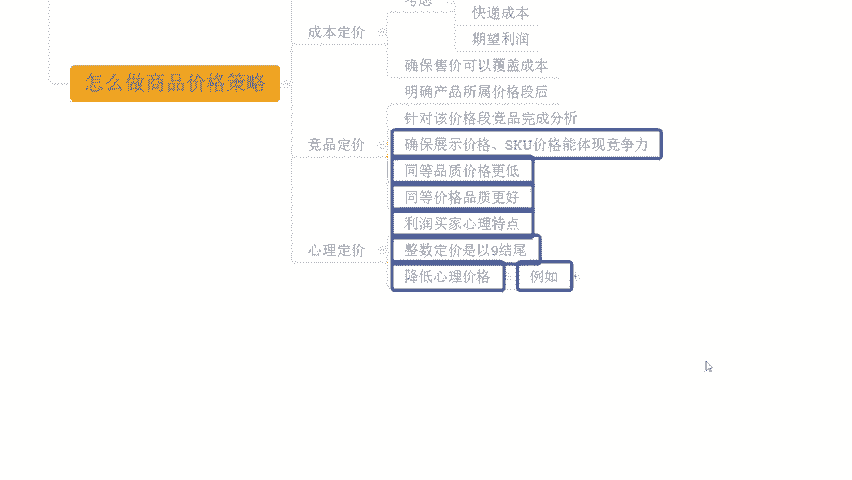 考虑
快递成本
成本定价
期望利润
确保售价可以覆盖成本
怎么做商品价格策略
明确产品所属价格段后
针对该价格段竞品完成分析
竞品定价
确保展示价格、SKU价格能体现竞争力
同等品质价格更低
同等价格品质更好
利润买家心理特点
心理定价
整数定价是以9结尾
降低心理价格
例如